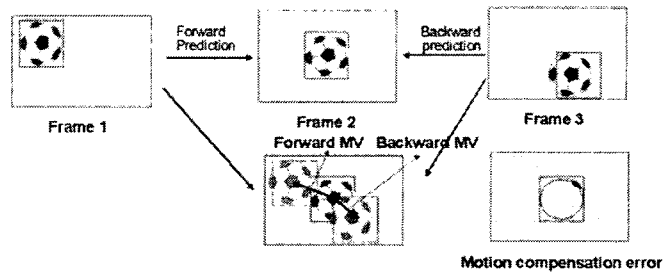 Forward
Prediction
Backward
prediction
Frame 1
Frame 2
Frame 3
Forward MV
Backward MV
Motion compensation error